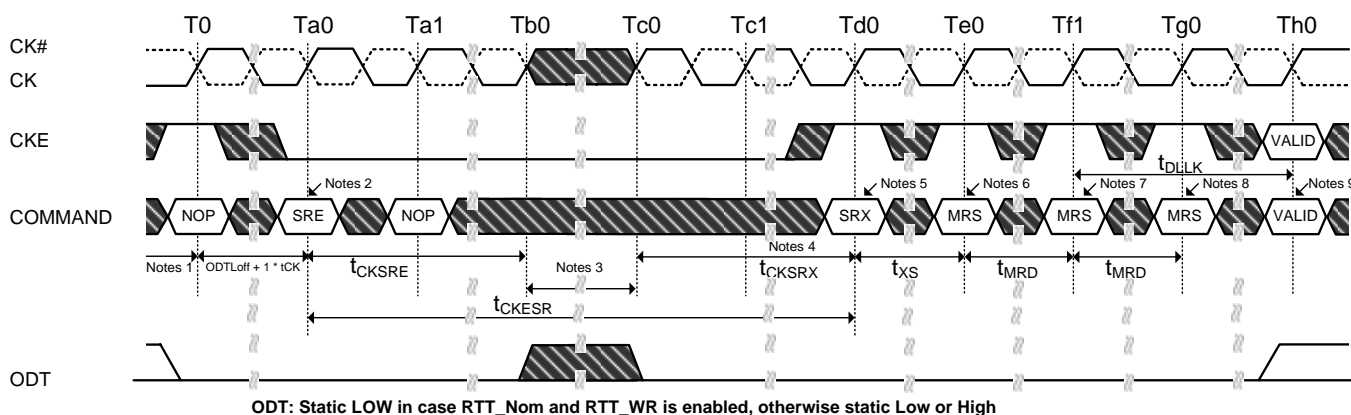 T0 Ta0 Ta1 Tb0 Tc0 Tc1 Td0 Te0 Tf1 Tg0 Th0
CK#
CK
CKE
VALID
tDLLK
Notes 2 Notes 5 Notes 6 Notes 7 Notes 8 Notes 9
COMMAND
NOP SRE NOP SRX MRS MRS MRS VALID
Notes 1 ODTLoff + 1 * tCK tCKSRE Notes 3 Notes 4 tCKSRX tXS tMRD tMRD
tCKESR
ODT
ODT: Static LOW in case RTT_Nom and RTT_WR is enabled, otherwise static Low or High